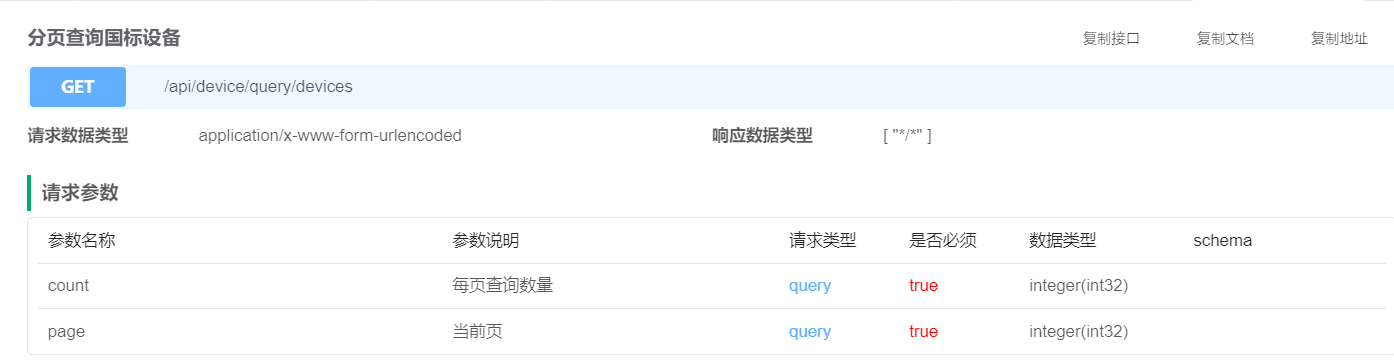 分页查询国标设备 复制接口 复制文档 复制地址
GET /api/device/query/devices
请求数据类型 application/x-www-form-urlencoded 响应数据类型 [ "*/*" ]
请求参数
参数名称 参数说明 请求类型 是否必须 数据类型 schema
count 每页查询数量 query true integer(int32)
page 当前页 query true integer(int32)